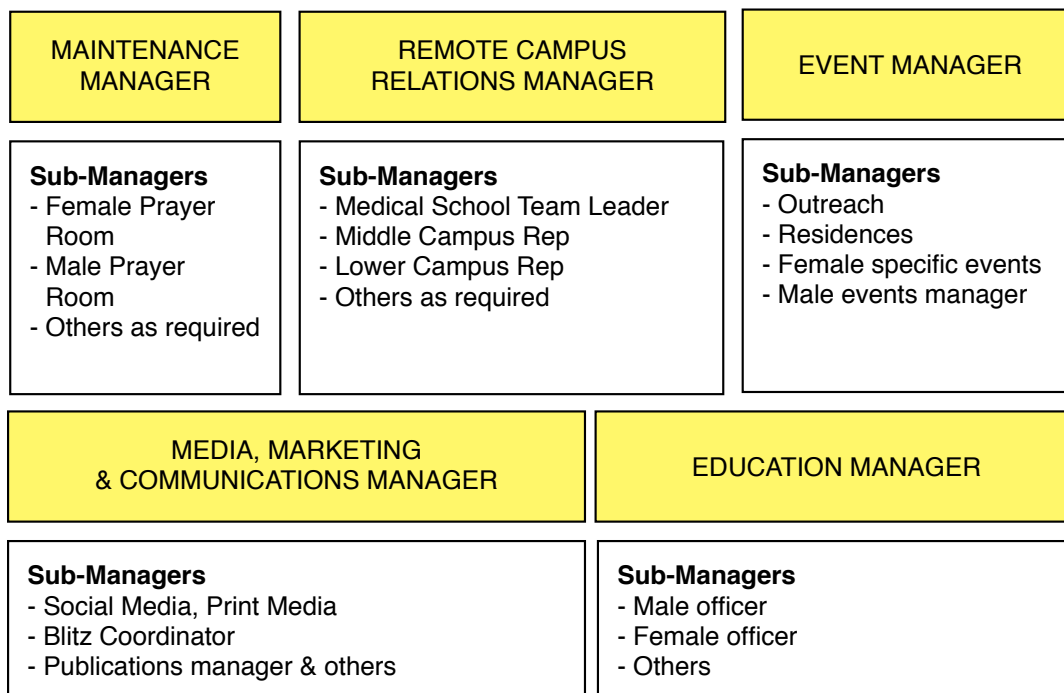 MAINTENANCE
MANAGER
Sub-Managers
- Female Prayer
Room
- Male Prayer
Room
- Others as required
REMOTE CAMPUS
RELATIONS MANAGER
Sub-Managers
- Medical School Team Leader
- Middle Campus Rep
- Lower Campus Rep
- Others as required
EVENT MANAGER
Sub-Managers
- Outreach
- Residences
- Female specific events
- Male events manager
MEDIA, MARKETING
& COMMUNICATIONS MANAGER
Sub-Managers
- Social Media, Print Media
- Blitz Coordinator
- Publications manager & others
EDUCATION MANAGER
Sub-Managers
- Male officer
- Female officer
- Others